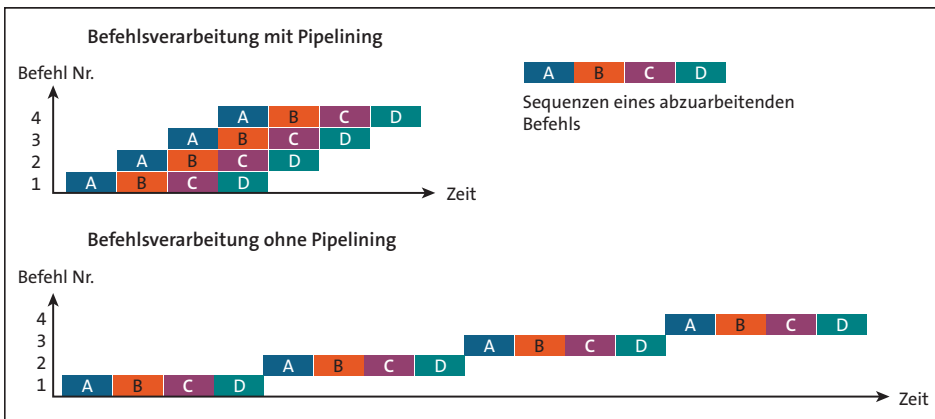 Befehlsverarbeitung mit Pipelining
Befehl Nr.
A B C D
Sequenzen eines abzuarbeitenden
Befehls
4 A B C D
3 A B C D
2 A B C D
1 A B C D
Zeit
Befehlsverarbeitung ohne Pipelining
Befehl Nr.
4 A B C D
3 A B C D
2 A B C D
1 A B C D
Zeit